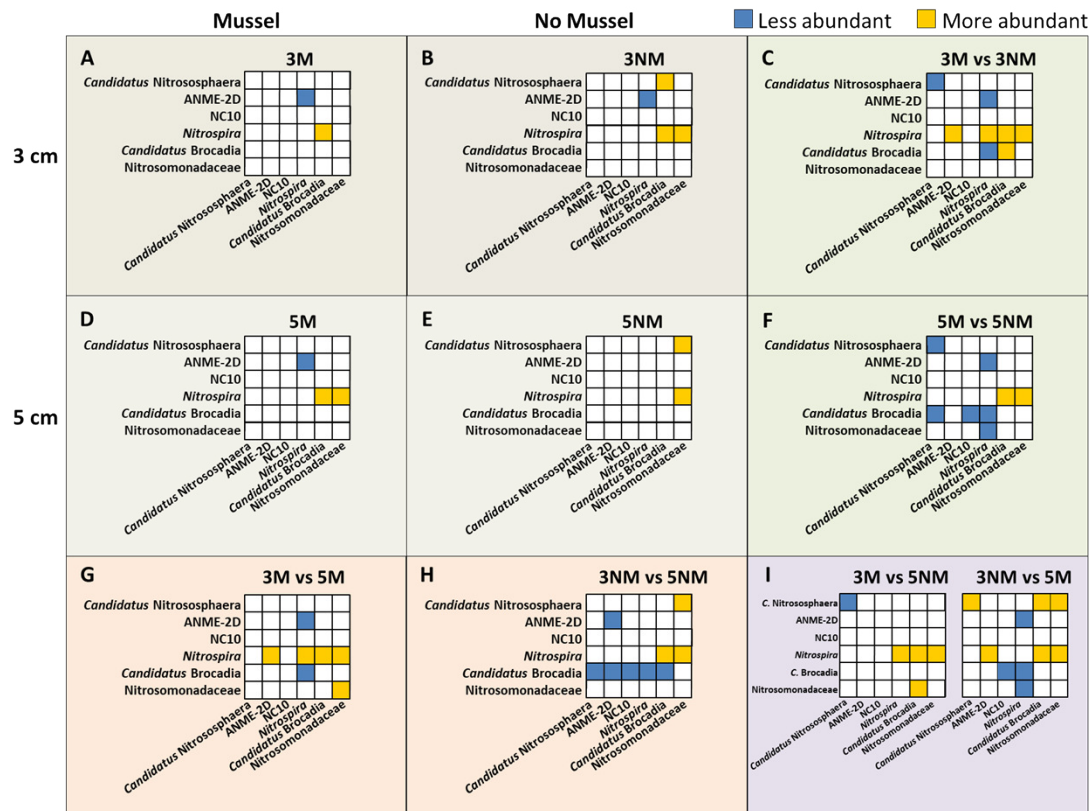 Mussel
No Mussel
Less abundant
More abundant
3 cm
A
3M
Candidatus Nitrososphaera
ANME-2D
NC10
Nitrospira
Candidatus Brocadia
Nitrosomonadaceae
Candidatus Nitrososphaera
ANME-2D
NC10
Nitrospira
Candidatus Brocadia
Nitrosomonadaceae
B
3NM
Candidatus Nitrososphaera
ANME-2D
NC10
Nitrospira
Candidatus Brocadia
Nitrosomonadaceae
Candidatus Nitrososphaera
ANME-2D
NC10
Nitrospira
Candidatus Brocadia
Nitrosomonadaceae
C
3M vs 3NM
Candidatus Nitrososphaera
ANME-2D
NC10
Nitrospira
Candidatus Brocadia
Nitrosomonadaceae
Candidatus Nitrososphaera
ANME-2D
NC10
Nitrospira
Candidatus Brocadia
Nitrosomonadaceae
5 cm
D
5M
Candidatus Nitrososphaera
ANME-2D
NC10
Nitrospira
Candidatus Brocadia
Nitrosomonadaceae
Candidatus Nitrososphaera
ANME-2D
NC10
Nitrospira
Candidatus Brocadia
Nitrosomonadaceae
E
5NM
Candidatus Nitrososphaera
ANME-2D
NC10
Nitrospira
Candidatus Brocadia
Nitrosomonadaceae
Candidatus Nitrososphaera
ANME-2D
NC10
Nitrospira
Candidatus Brocadia
Nitrosomonadaceae
F
5M vs 5NM
Candidatus Nitrososphaera
ANME-2D
NC10
Nitrospira
Candidatus Brocadia
Nitrosomonadaceae
Candidatus Nitrososphaera
ANME-2D
NC10
Nitrospira
Candidatus Brocadia
Nitrosomonadaceae
G
3M vs 5M
Candidatus Nitrososphaera
ANME-2D
NC10
Nitrospira
Candidatus Brocadia
Nitrosomonadaceae
Candidatus Nitrososphaera
ANME-2D
NC10
Nitrospira
Candidatus Brocadia
Nitrosomonadaceae
H
3NM vs 5NM
Candidatus Nitrososphaera
ANME-2D
NC10
Nitrospira
Candidatus Brocadia
Nitrosomonadaceae
Candidatus Nitrososphaera
ANME-2D
NC10
Nitrospira
Candidatus Brocadia
Nitrosomonadaceae
I
3M vs 5NM
3NM vs 5M
C. Nitrososphaera
ANME-2D
NC10
Nitrospira
C. Brocadia
Nitrosomonadaceae
Candidatus Nitrososphaera
ANME-2D
NC10
Nitrospira
Candidatus Brocadia
Nitrosomonadaceae
Candidatus Nitrososphaera
ANME-2D
NC10
Nitrospira
Candidatus Brocadia
Nitrosomonadaceae